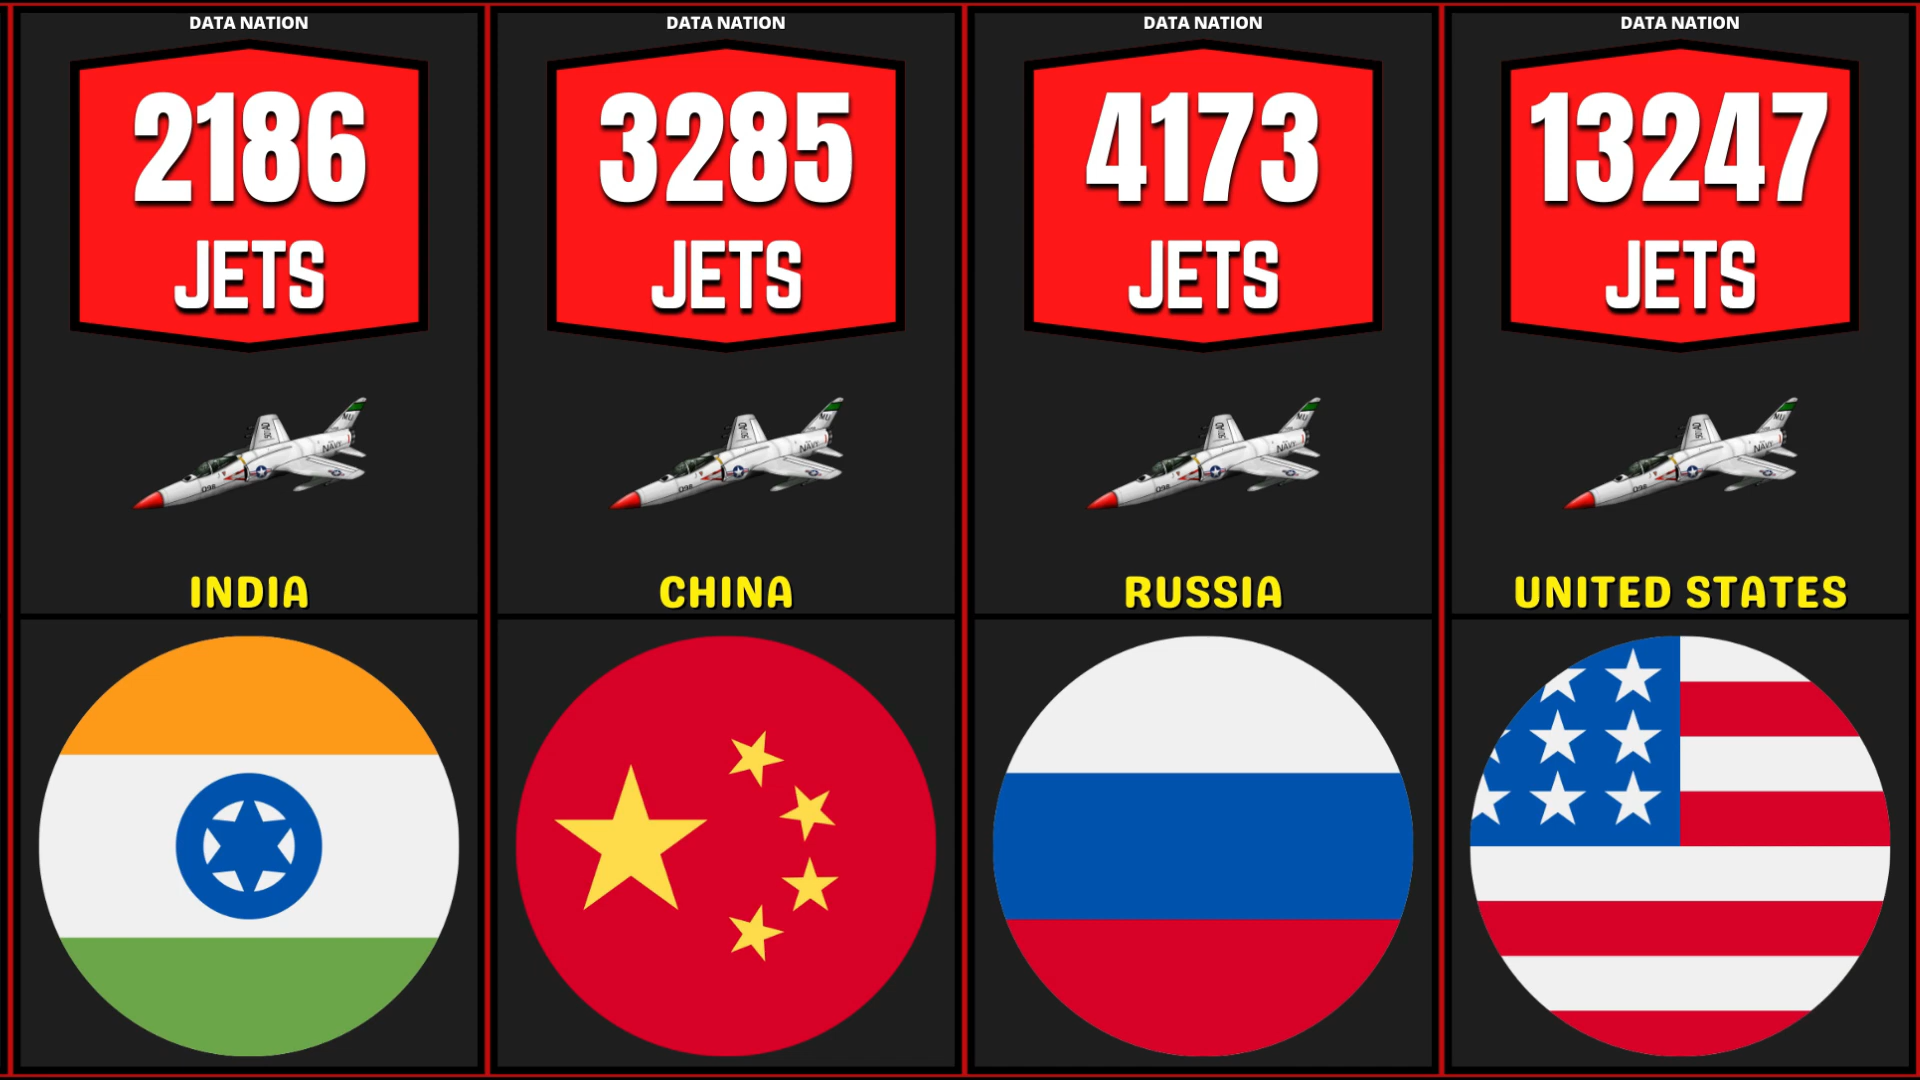 DATA NATION
2186
JETS
INDIA
DATA NATION
3285
JETS
CHINA
DATA NATION
4173
JETS
RUSSIA
DATA NATION
13247
JETS
UNITED STATES